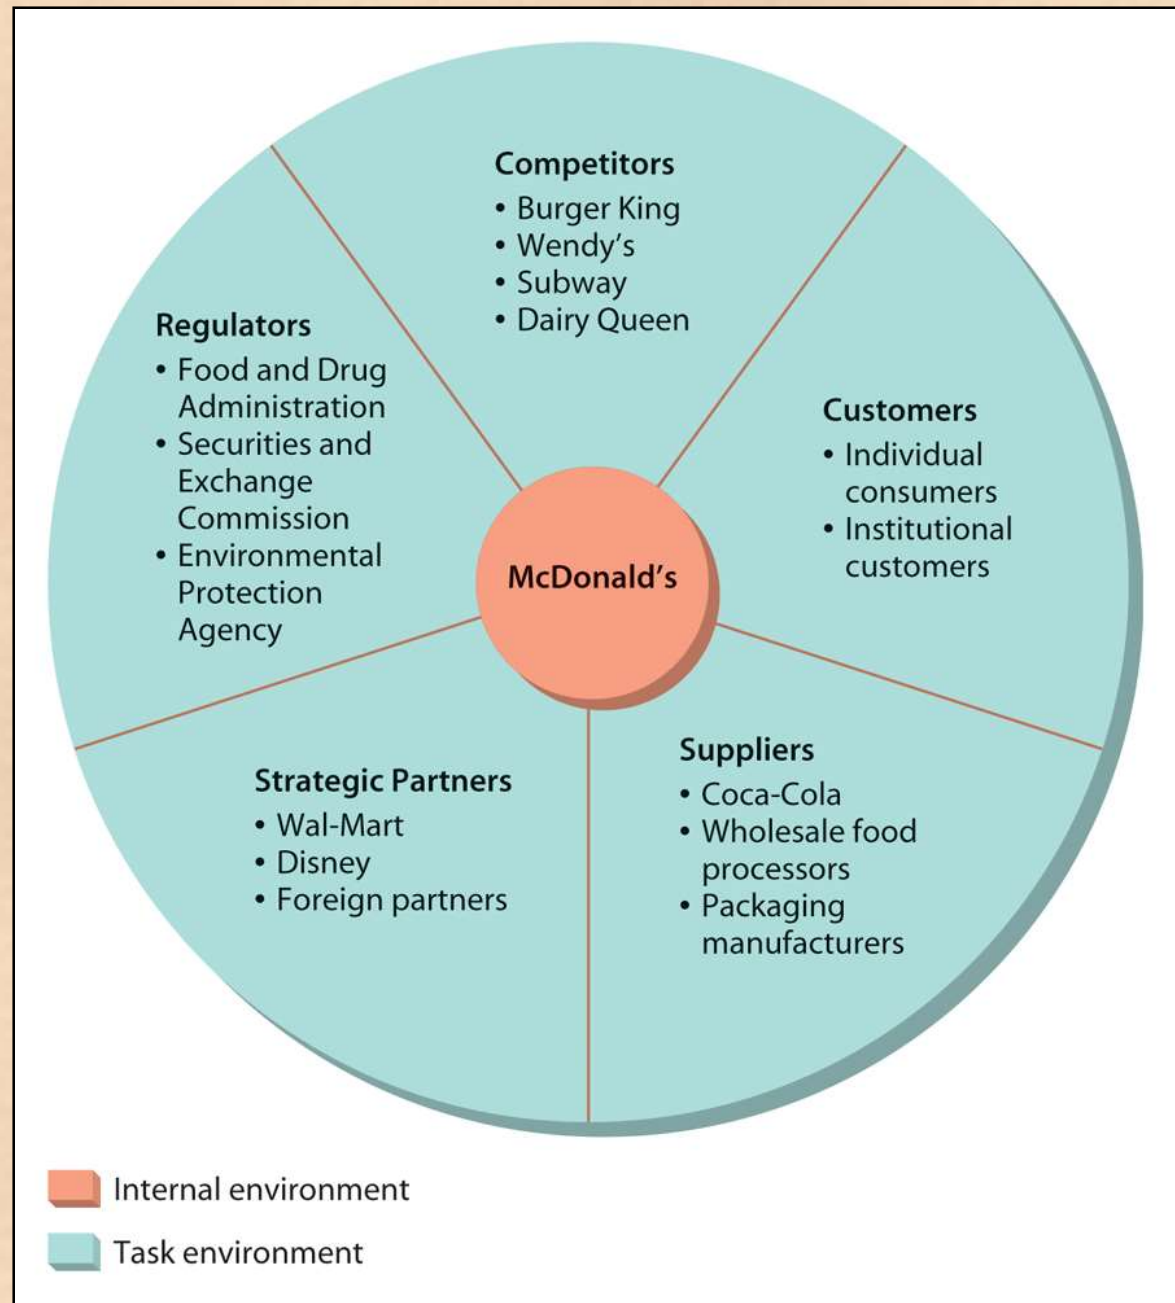 Competitors
• Burger King
• Wendy’s
• Subway
• Dairy Queen
Regulators
• Food and Drug
Administration
• Securities and
Exchange
Commission
• Environmental
Protection
Agency
Customers
• Individual
consumers
• Institutional
customers
McDonald’s
Strategic Partners
• Wal-Mart
• Disney
• Foreign partners
Suppliers
• Coca-Cola
• Wholesale food
processors
• Packaging
manufacturers
Internal environment
Task environment